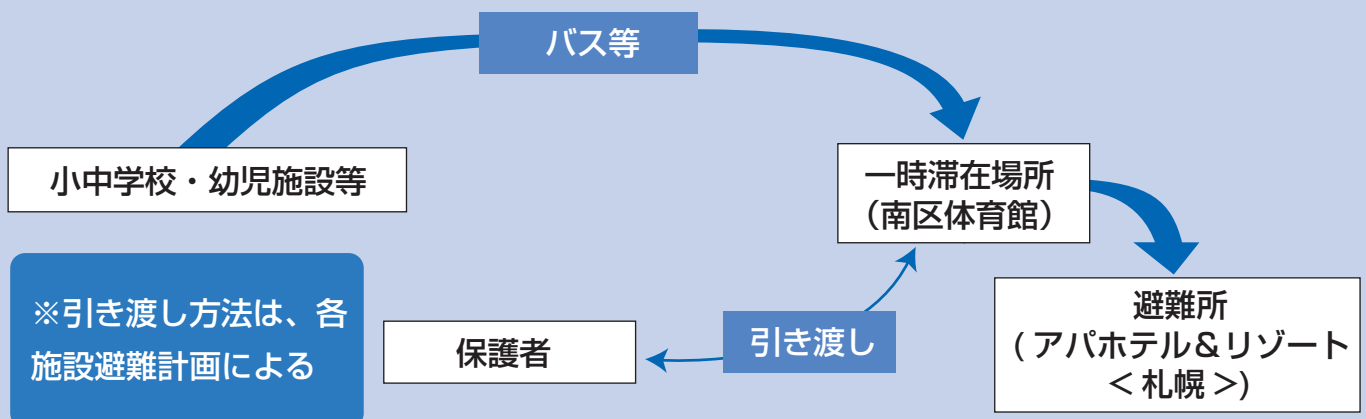 バス等
小中学校・幼児施設等
一時滞在場所
（南区体育館）
※引き渡し方法は、各
施設避難計画による
保護者
引き渡し
避難所
( アパホテル＆リゾート
< 札幌 >)